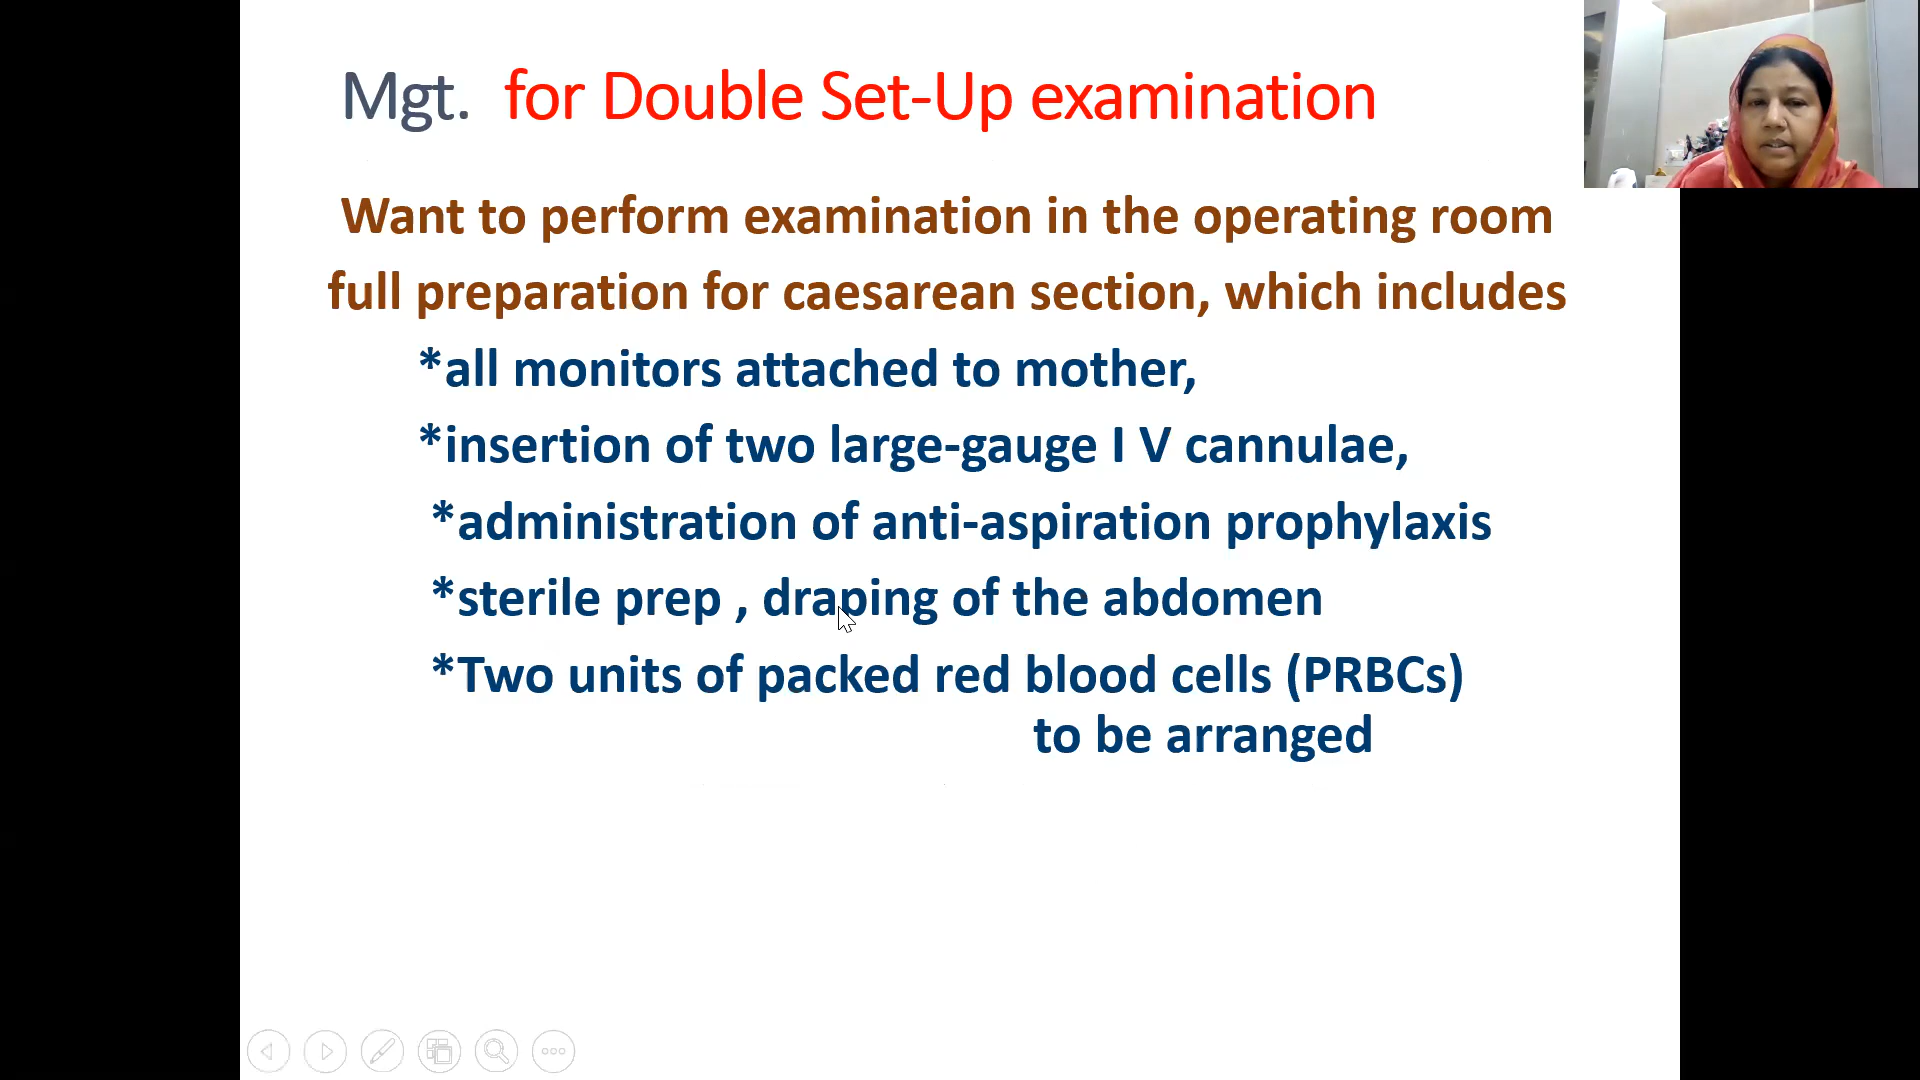 Mgt. for Double Set-Up examination
Want to perform examination in the operating room
full preparation for caesarean section, which includes
*all monitors attached to mother,
*insertion of two large-gauge I V cannulae,
*administration of anti-aspiration prophylaxis
*sterile prep , draping of the abdomen
*Two units of packed red blood cells (PRBCs)
to be arranged